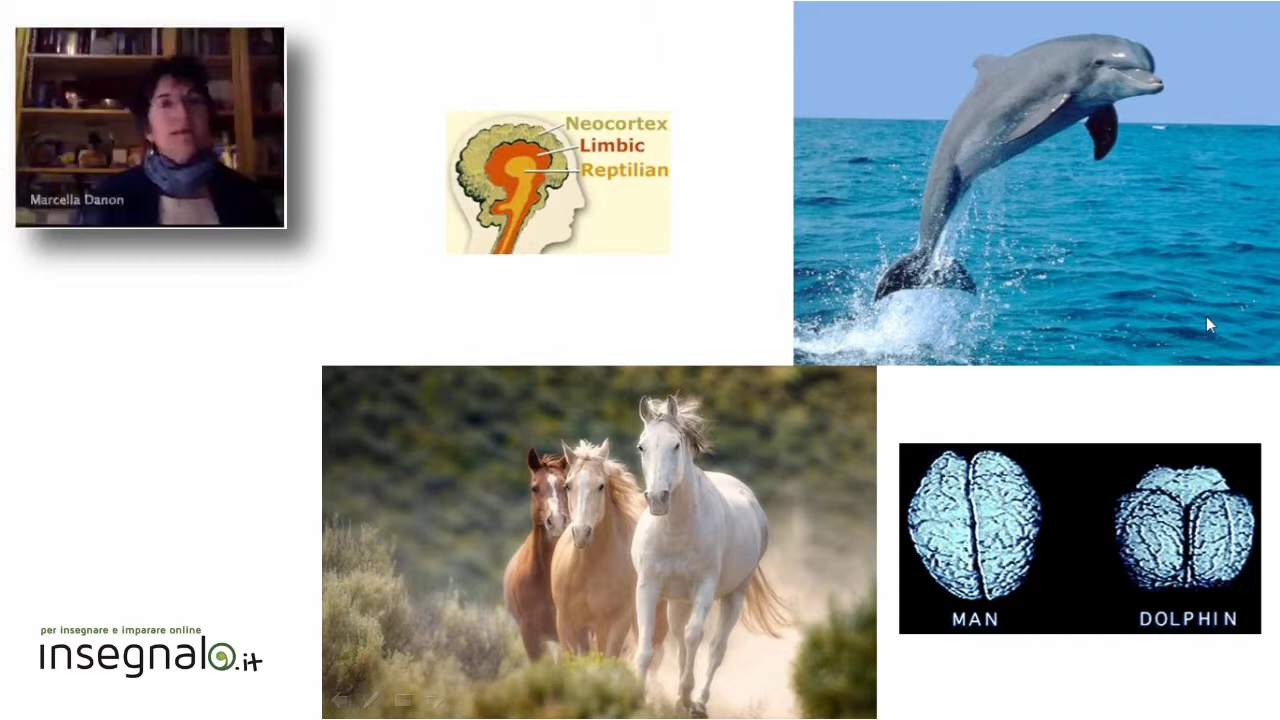 Marcella Danon
Neocortex
Limbic
Reptilian
MAN
DOLPHIN
per insegnare e imparare online
insegnalo.it